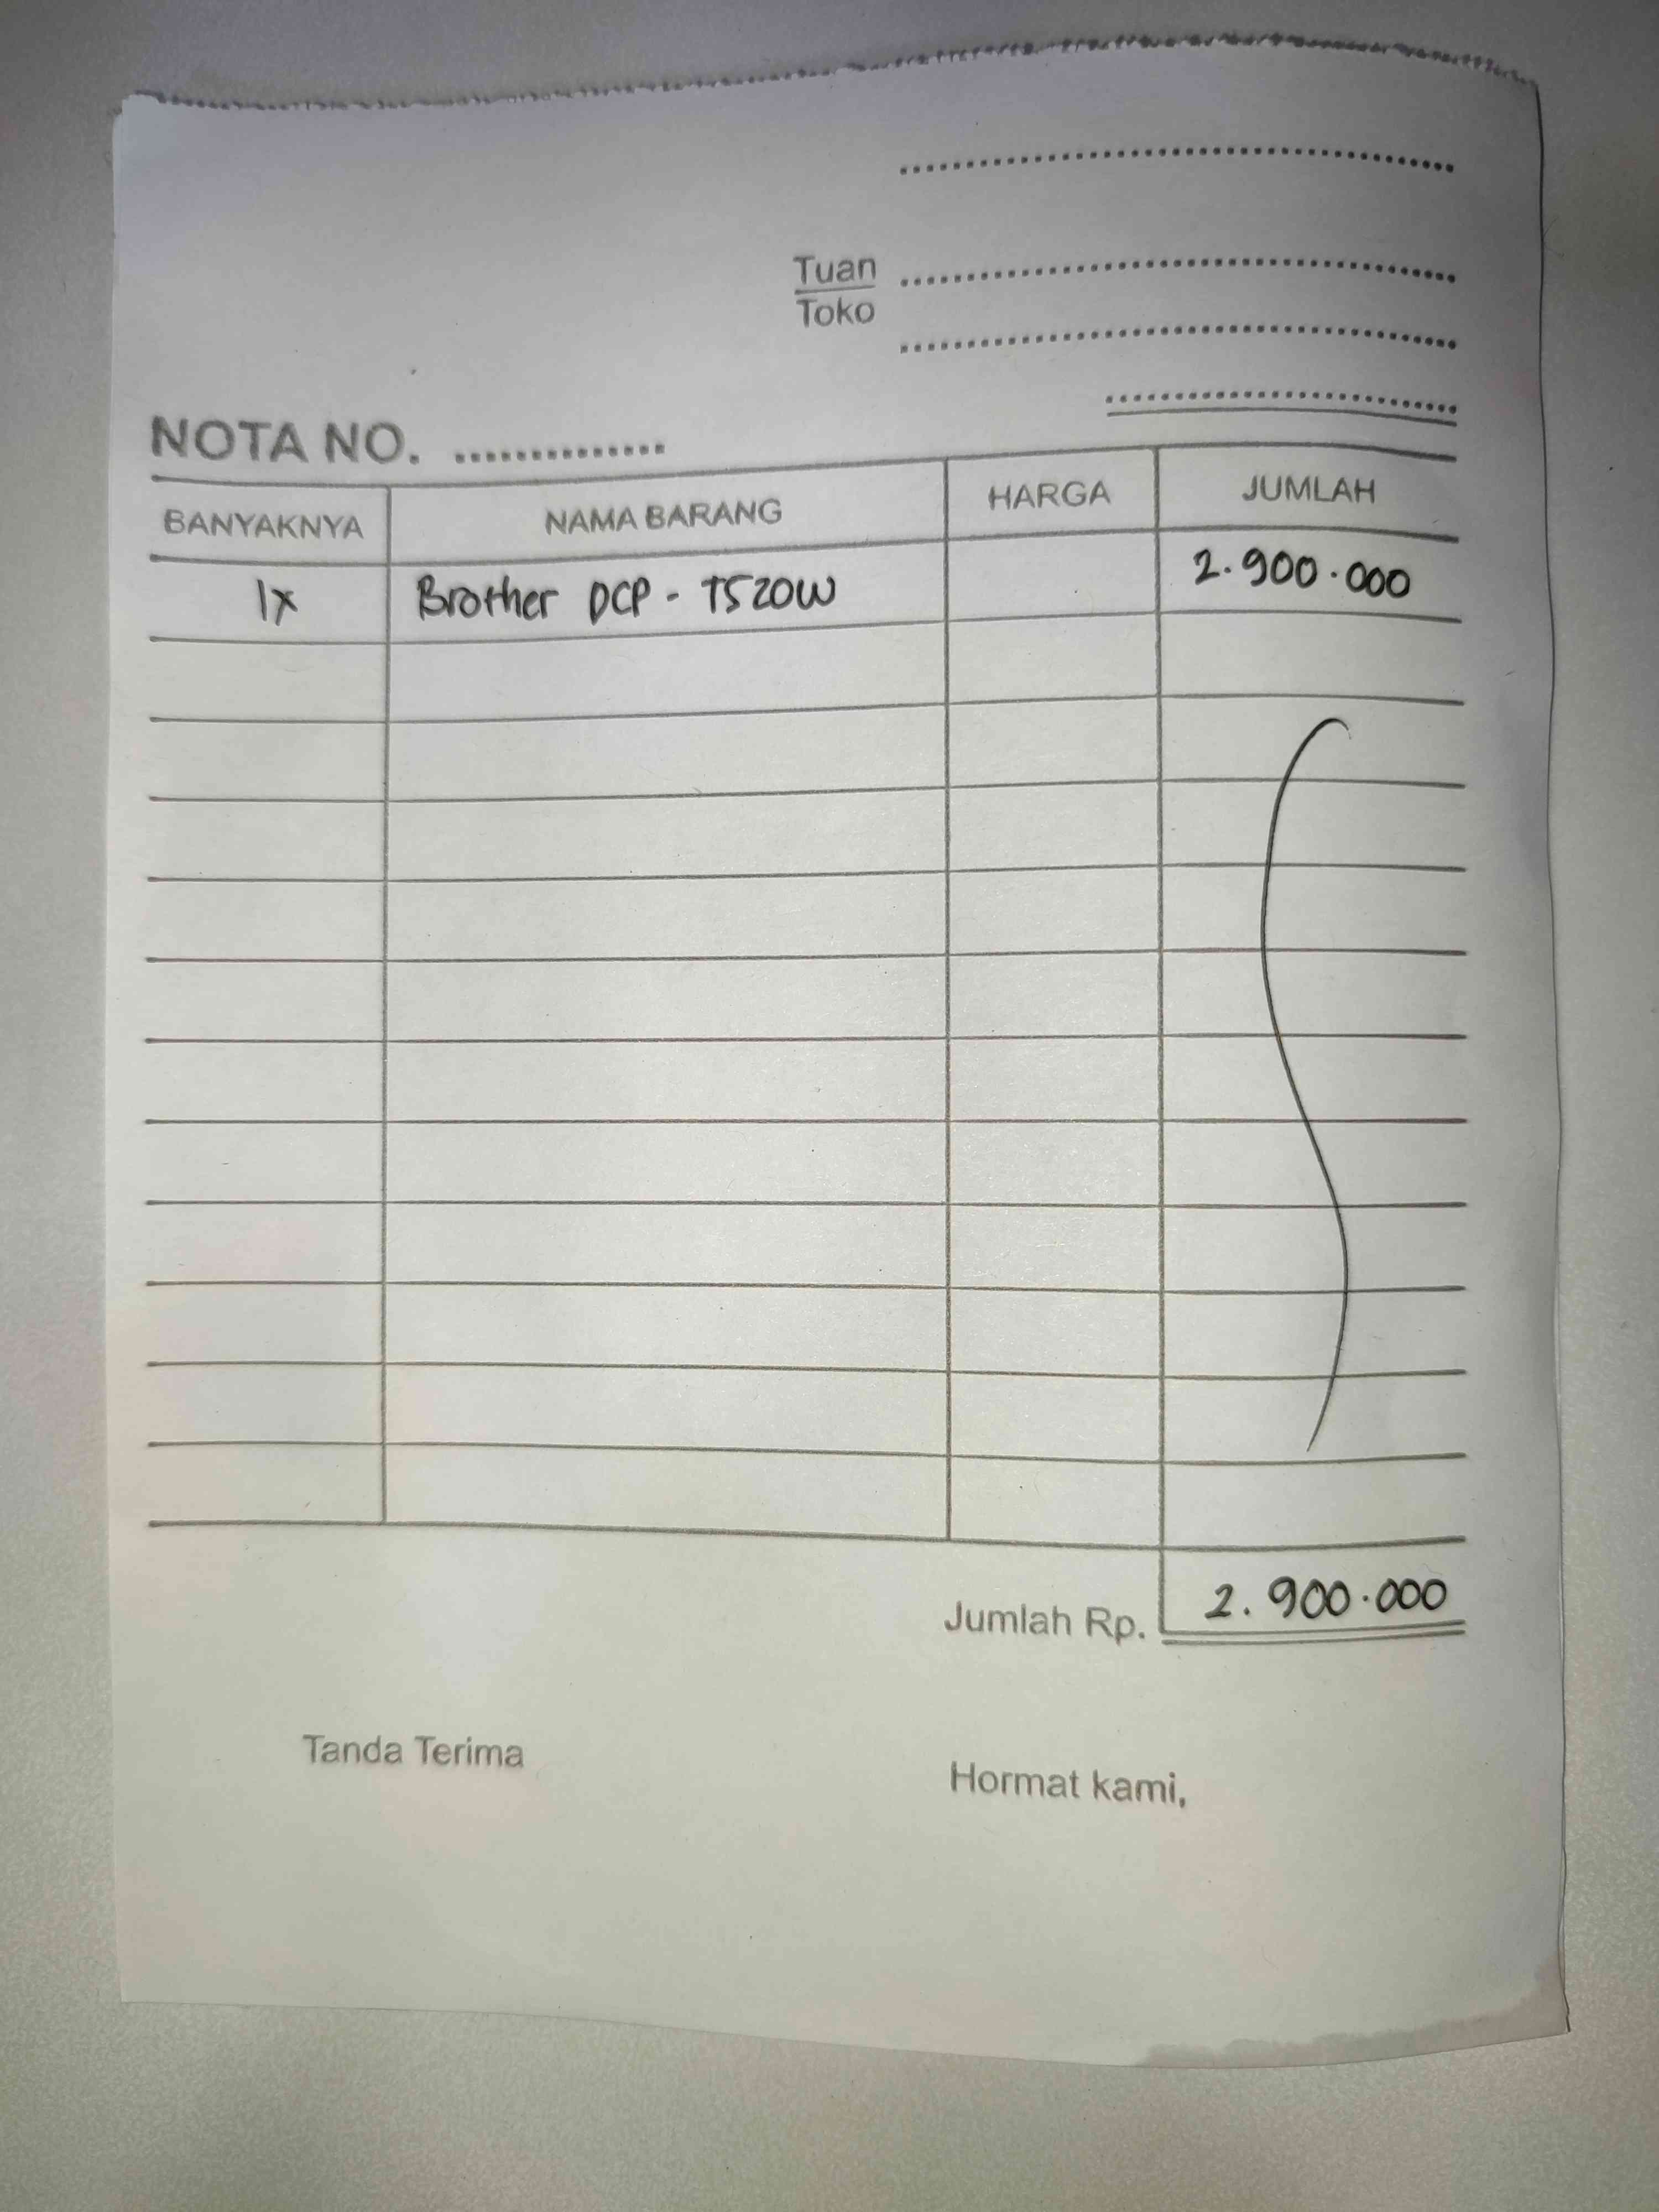 Tuan
Toko
NOTA NO. ..............
BANYAKNYA NAMA BARANG HARGA JUMLAH
1x Brother DCP - T520W 2.900.000
Jumlah Rp. 2.900.000
Tanda Terima
Hormat kami,